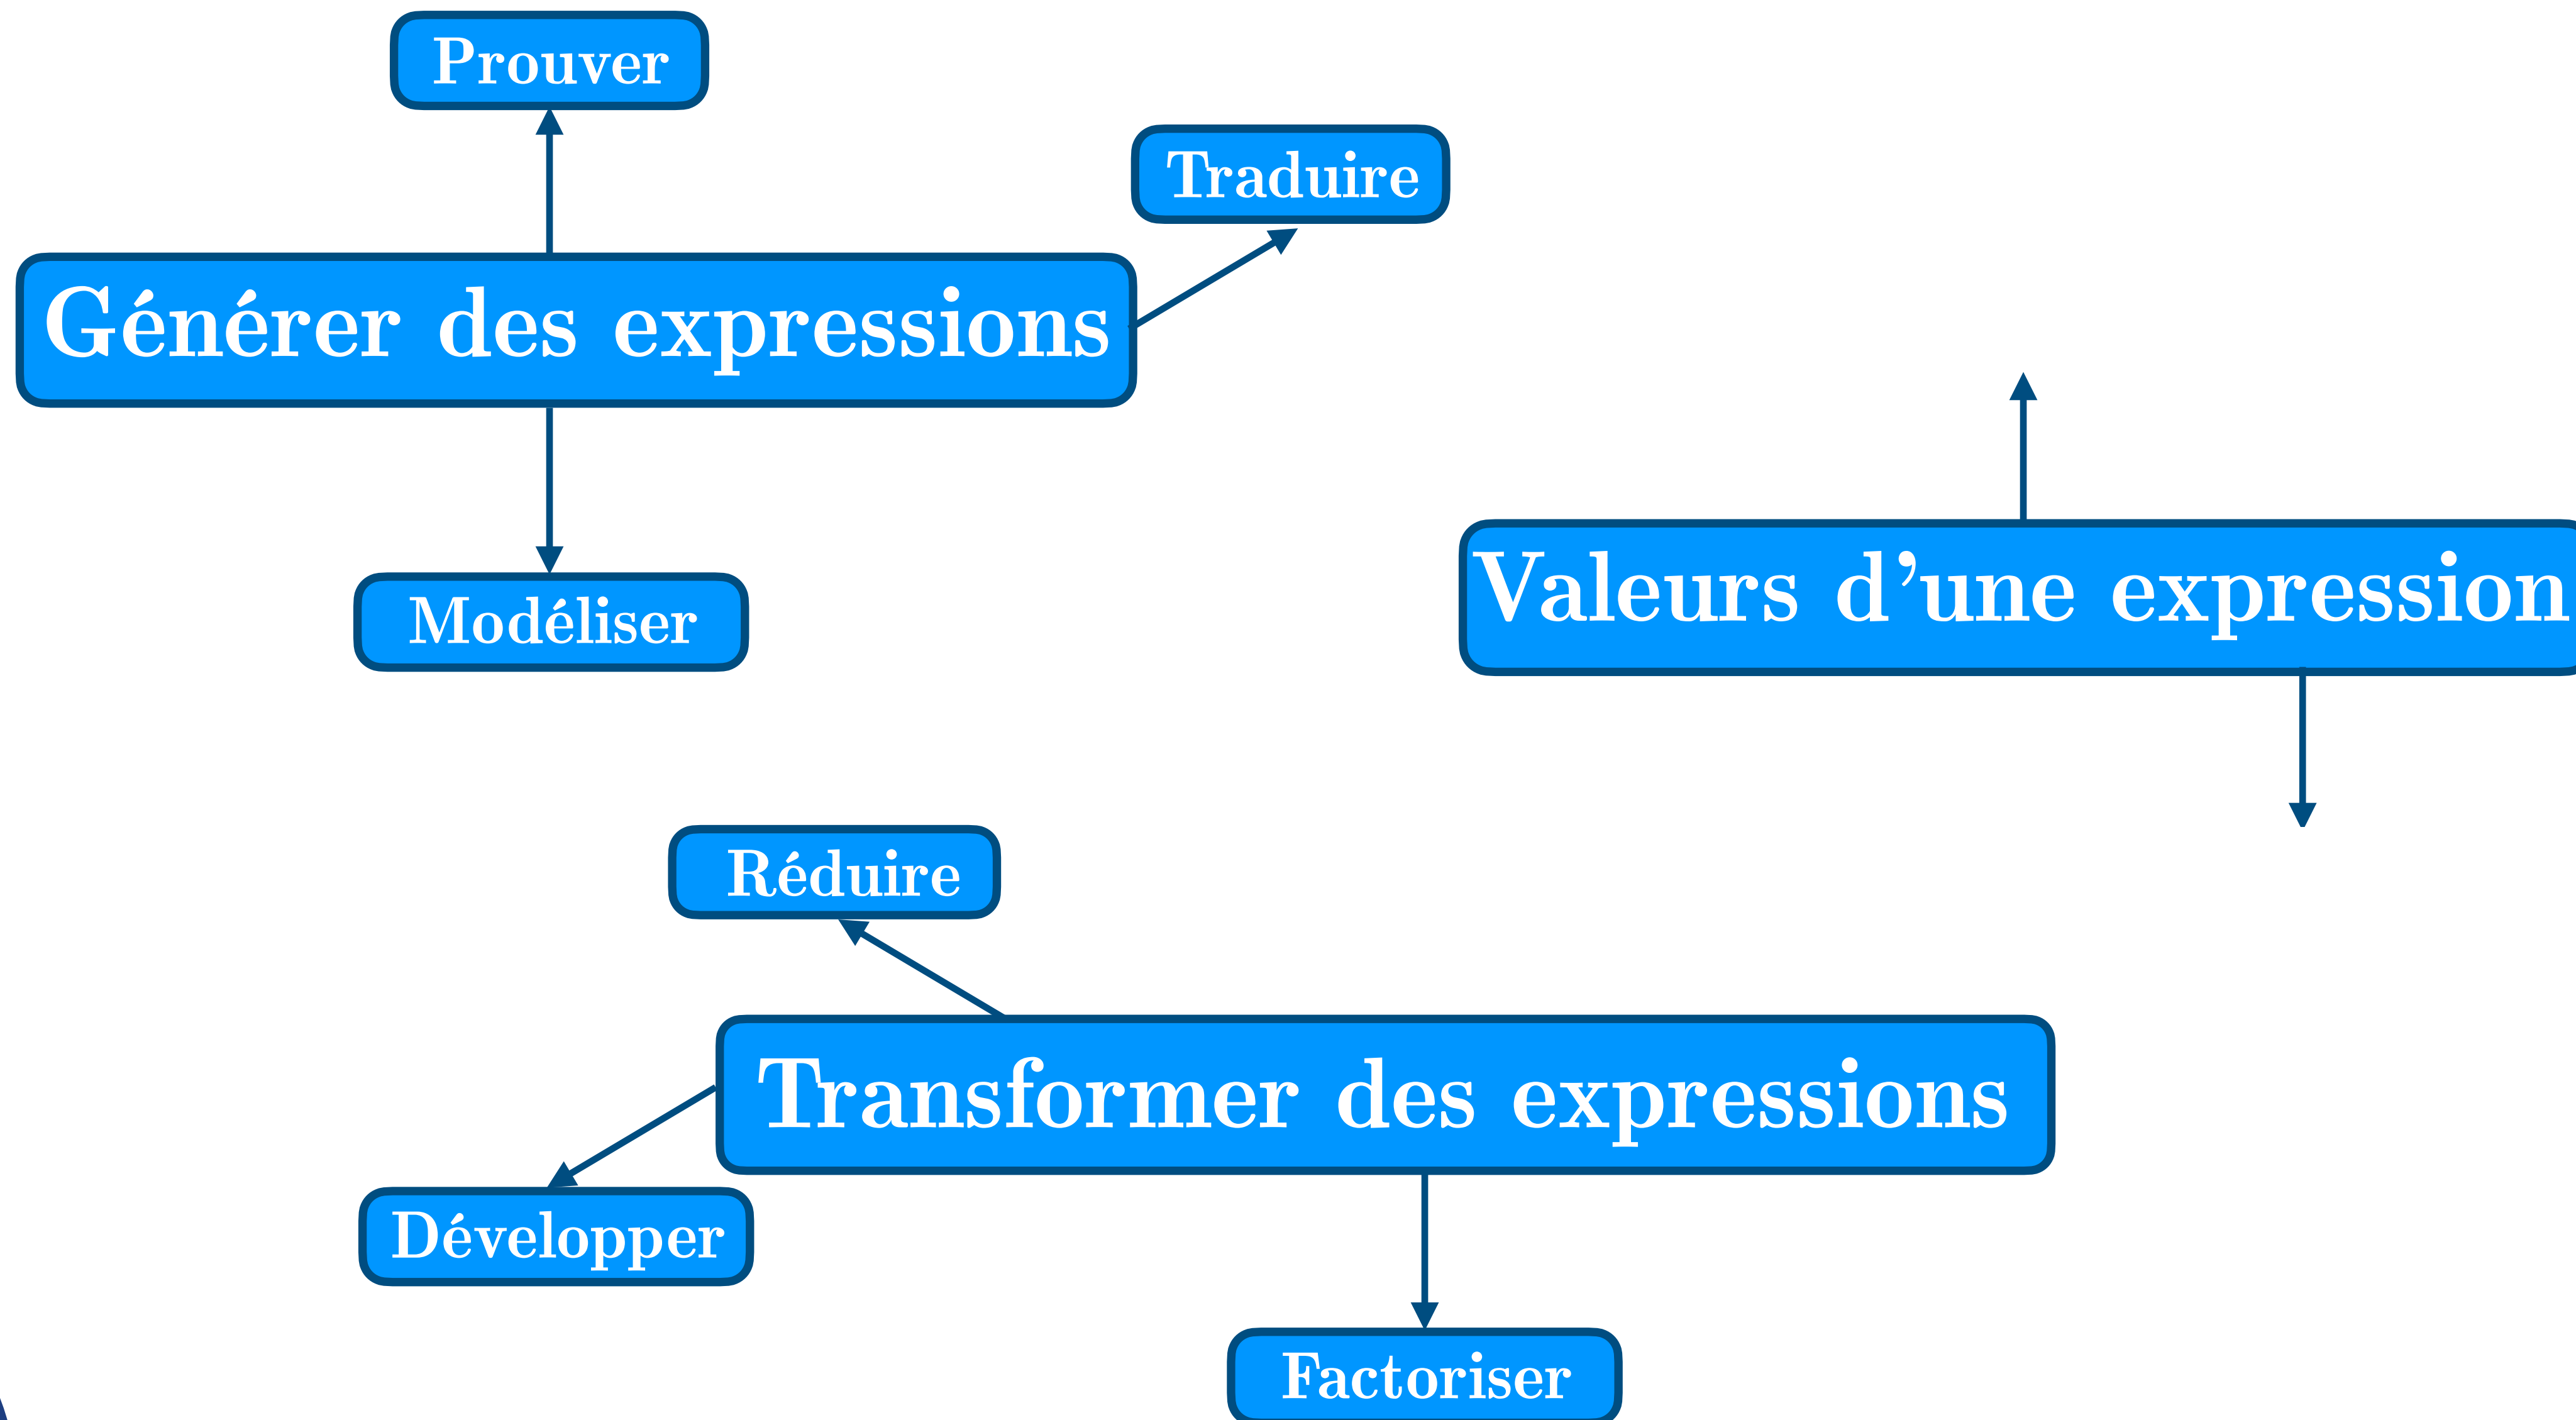 Prouver
Traduire
Générer des expressions
Modéliser
Valeurs d’une expression
Réduire
Transformer des expressions
Développer
Factoriser